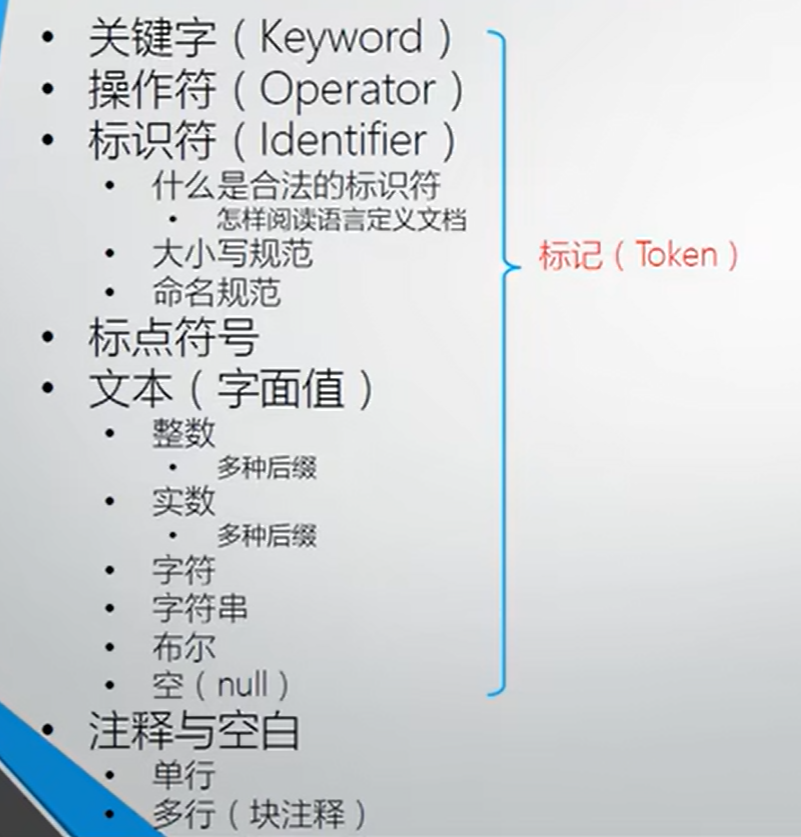 • 关键字（Keyword）
• 操作符（Operator）
• 标识符（Identifier）
• 什么是合法的标识符
• 怎样阅读语言定义文档
• 大小写规范
• 命名规范
• 标点符号
• 文本（字面值）
• 整数
• 多种后缀
• 实数
• 多种后缀
• 字符
• 字符串
• 布尔
• 空（null）
标记（Token）
• 注释与空白
• 单行
• 多行（块注释）